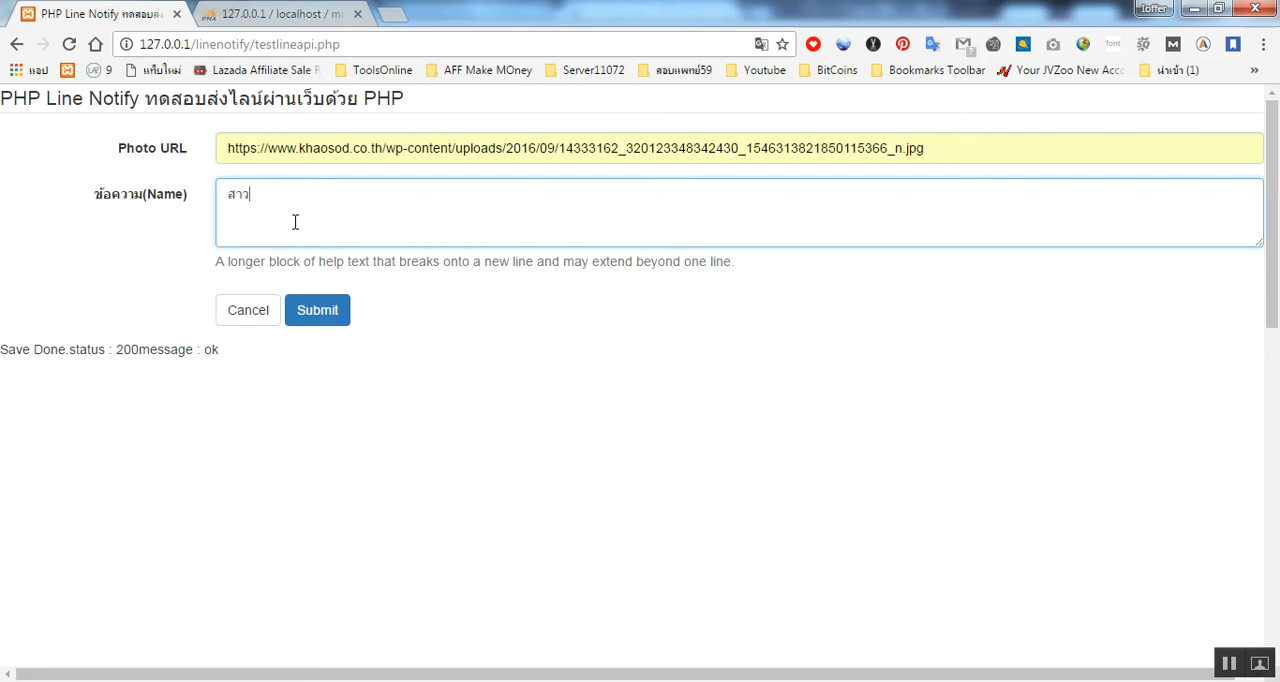 PHP Line Notify ทดสอบส่ง
127.0.0.1 / localhost / m
Ioffer
127.0.0.1/linenotify/testlineapi.php
แอป
9
แท็บใหม่
Lazada Affiliate Sale R
ToolsOnline
AFF Make MOney
Server11072
สอบแพทย์59
Youtube
BitCoins
Bookmarks Toolbar
Your JVZoo New Acc
น่าเข้า (1)
PHP Line Notify ทดสอบส่งไลน์ผ่านเว็บด้วย PHP
Photo URL
https://www.khaosod.co.th/wp-content/uploads/2016/09/14333162_320123348342430_1546313821850115366_n.jpg
ข้อความ(Name)
สาว
A longer block of help text that breaks onto a new line and may extend beyond one line.
Cancel
Submit
Save Done.status : 200message : ok